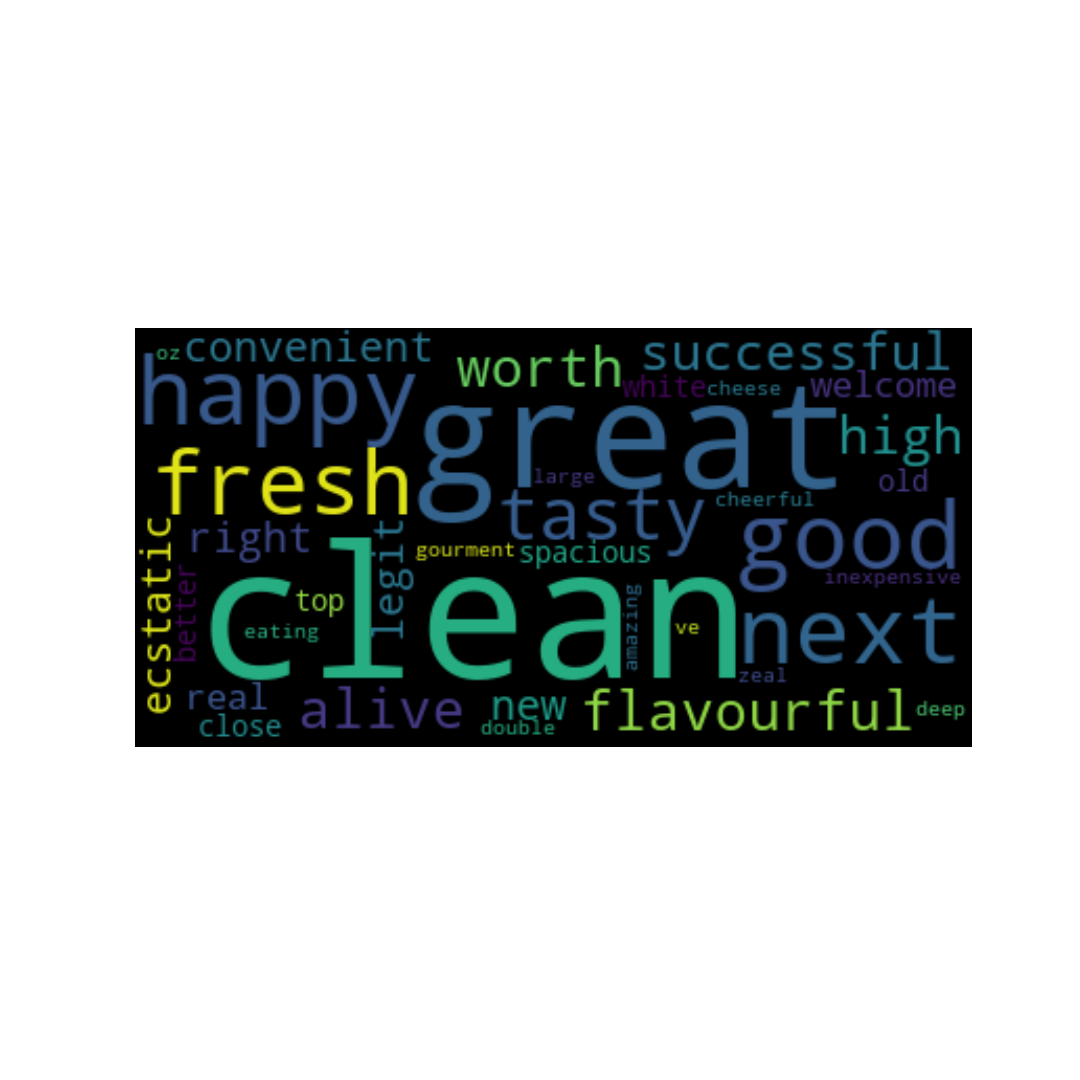 oz
convenient
successful
worth
happy
white
cheese
welcome
great
high
fresh
large
old
tasty
cheerful
good
right
legit
gourment
spacious
inexpensive
ecstatic
better
clean
top
eating
amazing
ve
next
zeal
real
alive
new
flavourful
deep
close
double